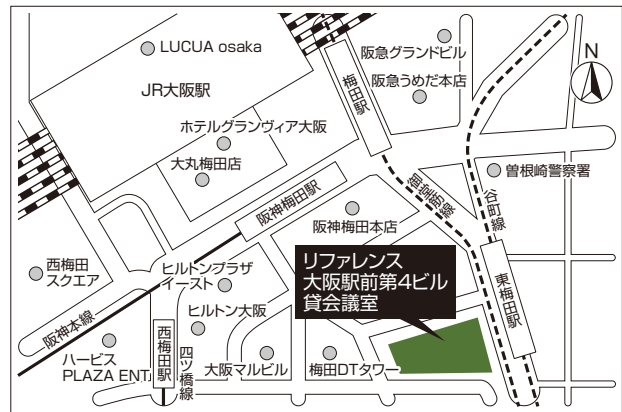 LUCUA osaka
JR大阪駅
ホテルグランヴィア大阪
大丸梅田店
梅田駅
阪急グランドビル
阪急うめだ本店
N
御堂筋線
谷町線
曽根崎警察署
阪神梅田駅
阪神梅田本店
西梅田
スクエア
ヒルトンプラザ
イースト
リファレンス
大阪駅前第4ビル
貸会議室
東梅田駅
阪神本線
ヒルトン大阪
ハービス
PLAZA ENT
西梅田駅
四ツ橋線
大阪マルビル
梅田DTタワー